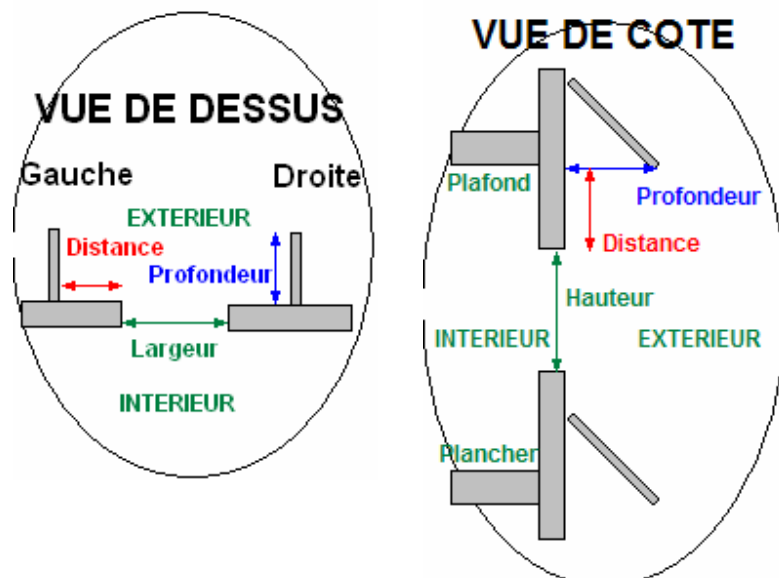 VUE DE DESSUS
Gauche
Droite
EXTERIEUR
Distance
Profondeur
Largeur
INTERIEUR
VUE DE COTE
Plafond
Profondeur
Distance
Hauteur
INTERIEUR
EXTERIEUR
Plancher